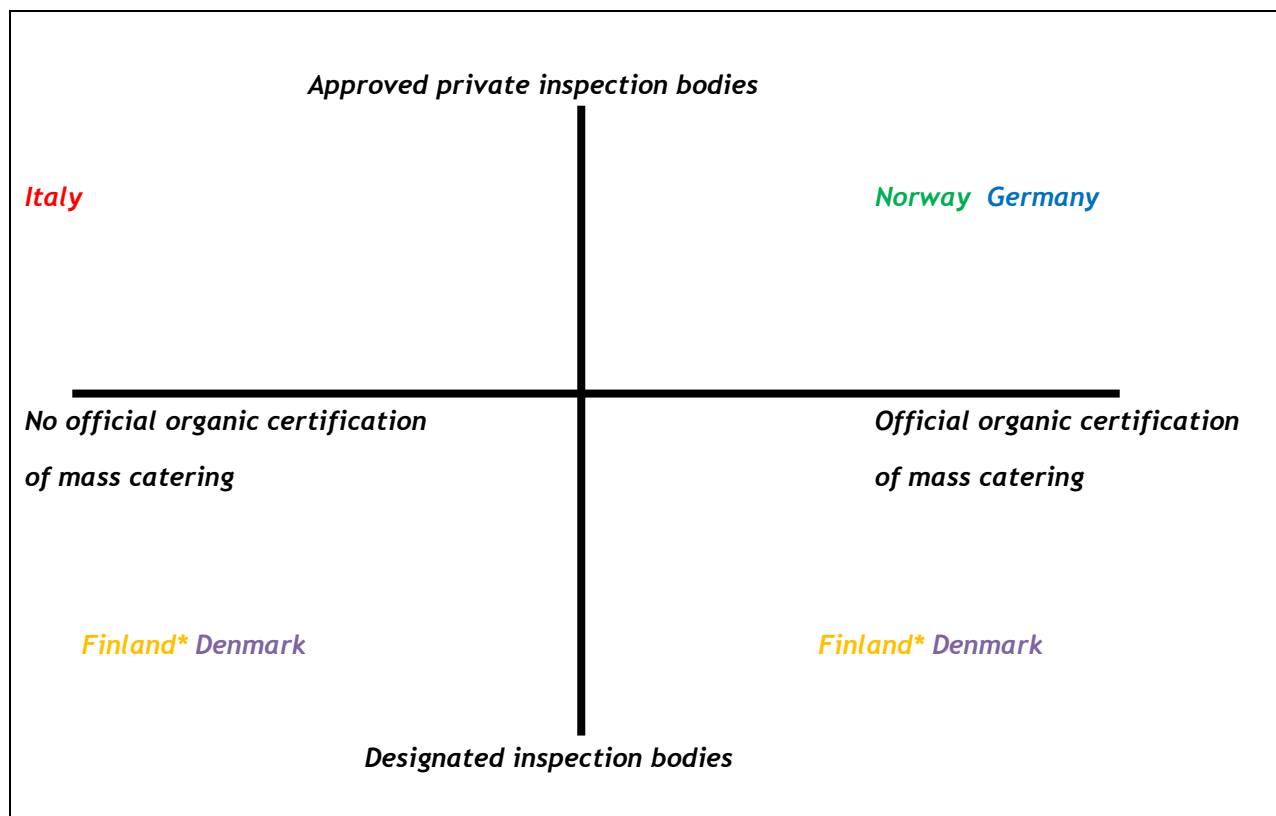 Approved private inspection bodies
Italy
Norway Germany
No official organic certification
of mass catering
Official organic certification
of mass catering
Finland* Denmark
Finland* Denmark
Designated inspection bodies